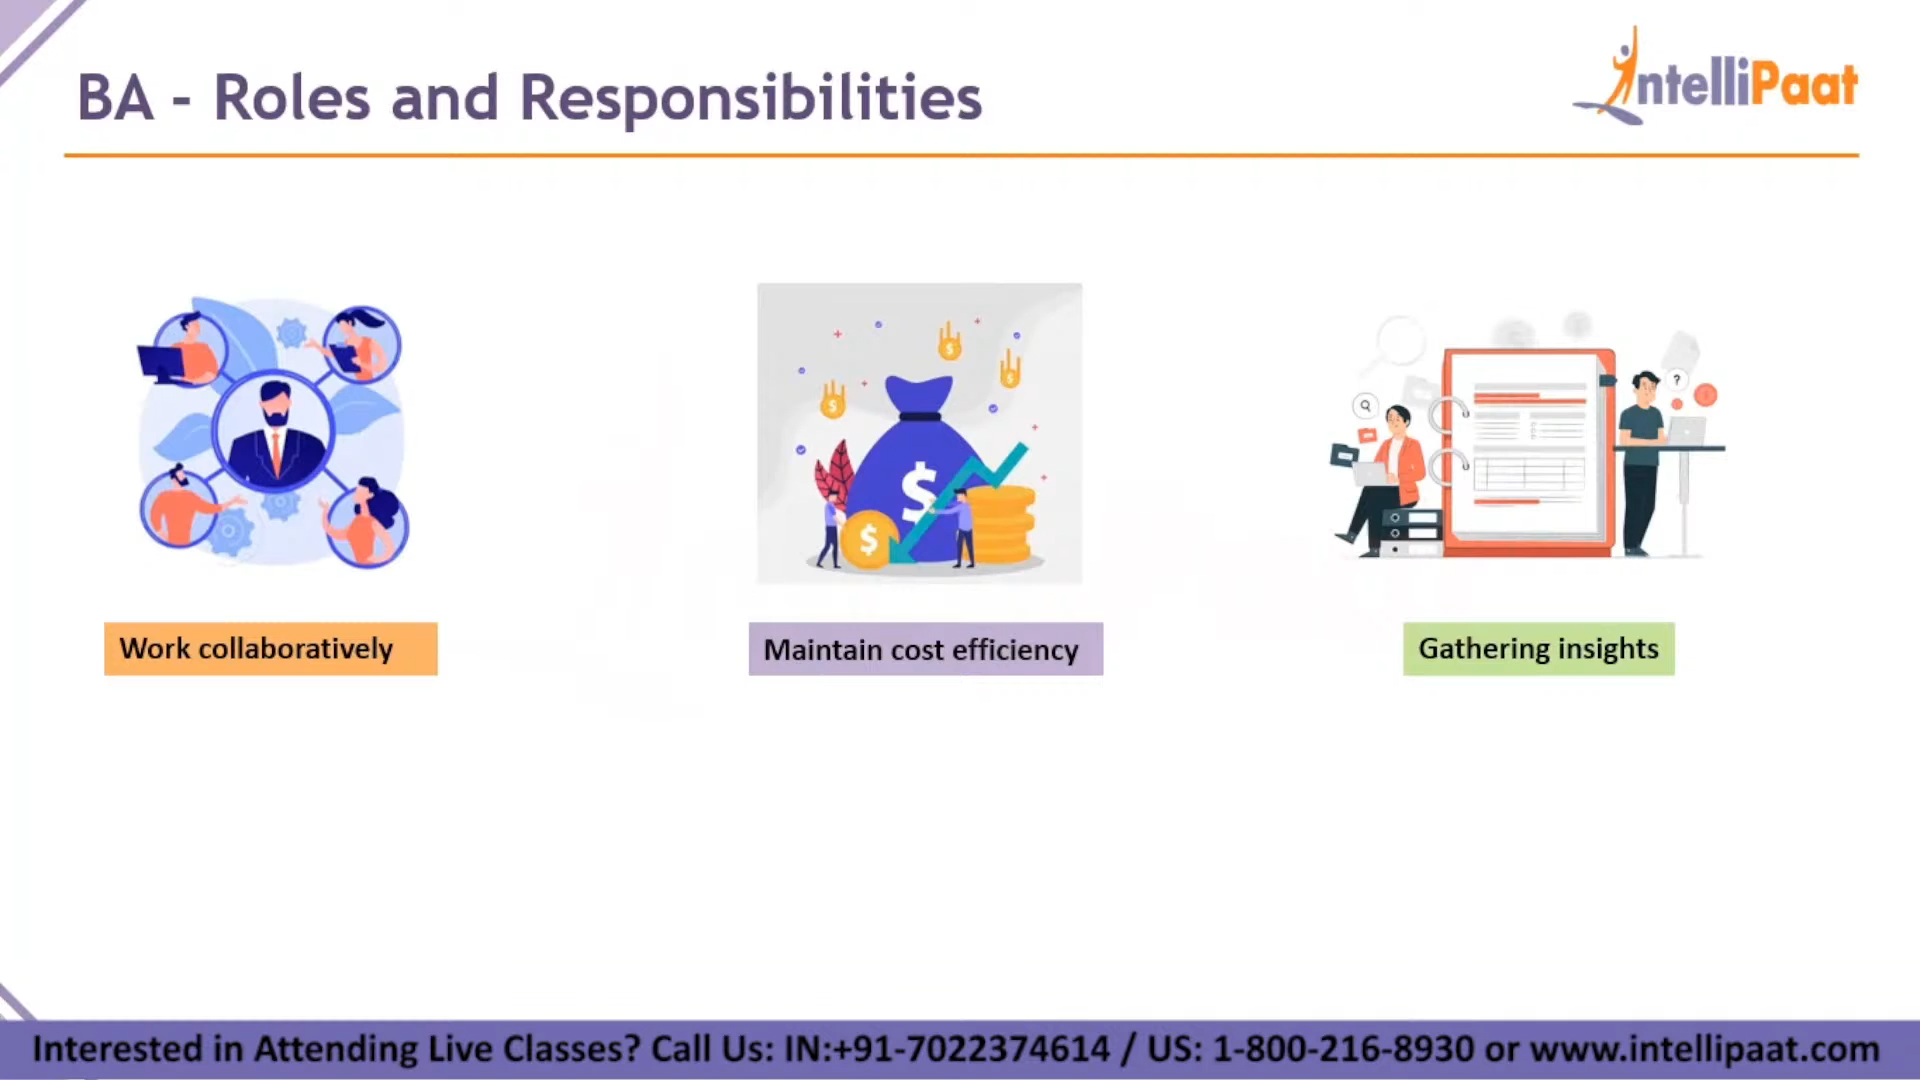 BA - Roles and Responsibilities
IntelliPaat
Work collaboratively
Maintain cost efficiency
Gathering insights
Interested in Attending Live Classes? Call Us: IN:+91-7022374614 / US: 1-800-216-8930 or www.intellipaat.com